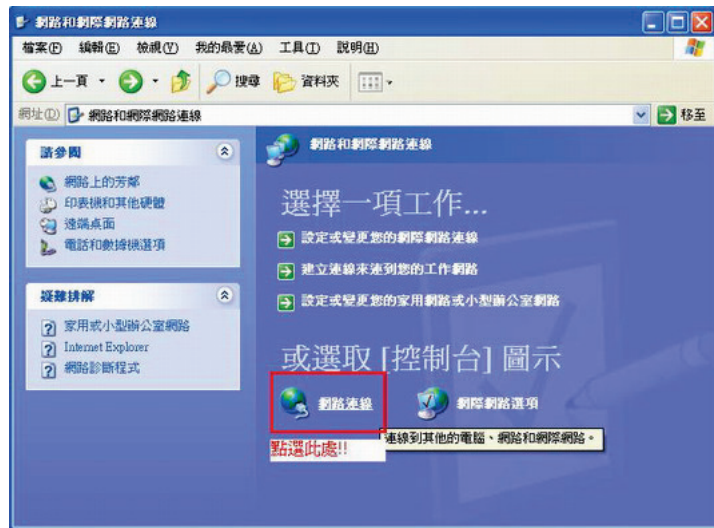 網路和網際網路連線
檔案(F) 編輯(E) 檢視(V) 我的最愛(A) 工具(T) 說明(H)
上一頁 搜尋 資料夾
網址(D) 網路和網際網路連線 移至
請參閱
網路上的芳鄰
印表機和其他硬體
遠端桌面
電話和數據機選項
疑難排解
家用或小型辦公室網路
Internet Explorer
網路診斷程式
網路和網際網路連線
選擇一項工作...
設定或變更您的網際網路連線
建立連線來連到您的工作網路
設定或變更您的家用網路或小型辦公室網路
或選取 [控制台] 圖示
網路連線 網際網路選項
連線到其他的電腦、網路和網際網路。
點選此處!!